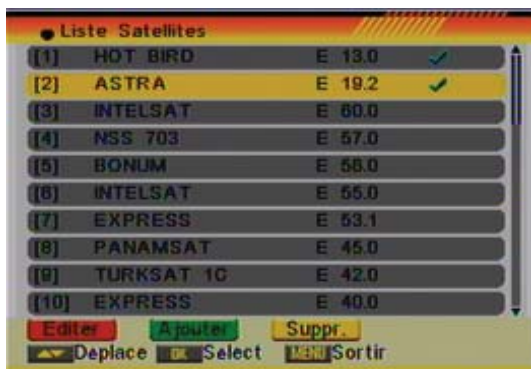 Liste Satellites
[1] HOT BIRD E 13.0
[2] ASTRA E 19.2
[3] INTELSAT E 60.0
[4] NSS 703 E 57.0
[5] BONUM E 56.0
[6] INTELSAT E 55.0
[7] EXPRESS E 53.1
[8] PANAMSAT E 45.0
[9] TURKSAT 1C E 42.0
[10] EXPRESS E 40.0
Editer Ajouter Suppr.
Deplace OK Select MENU Sortir